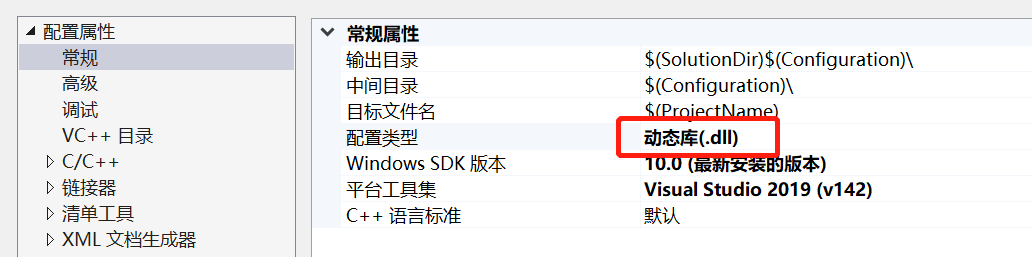 配置属性
常规
高级
调试
VC++ 目录
C/C++
链接器
清单工具
XML 文档生成器
常规属性
输出目录 $(SolutionDir)$(Configuration)\
中间目录 $(Configuration)\
目标文件名 $(ProjectName)
配置类型 动态库(.dll)
Windows SDK 版本 10.0 (最新安装的版本)
平台工具集 Visual Studio 2019 (v142)
C++ 语言标准 默认